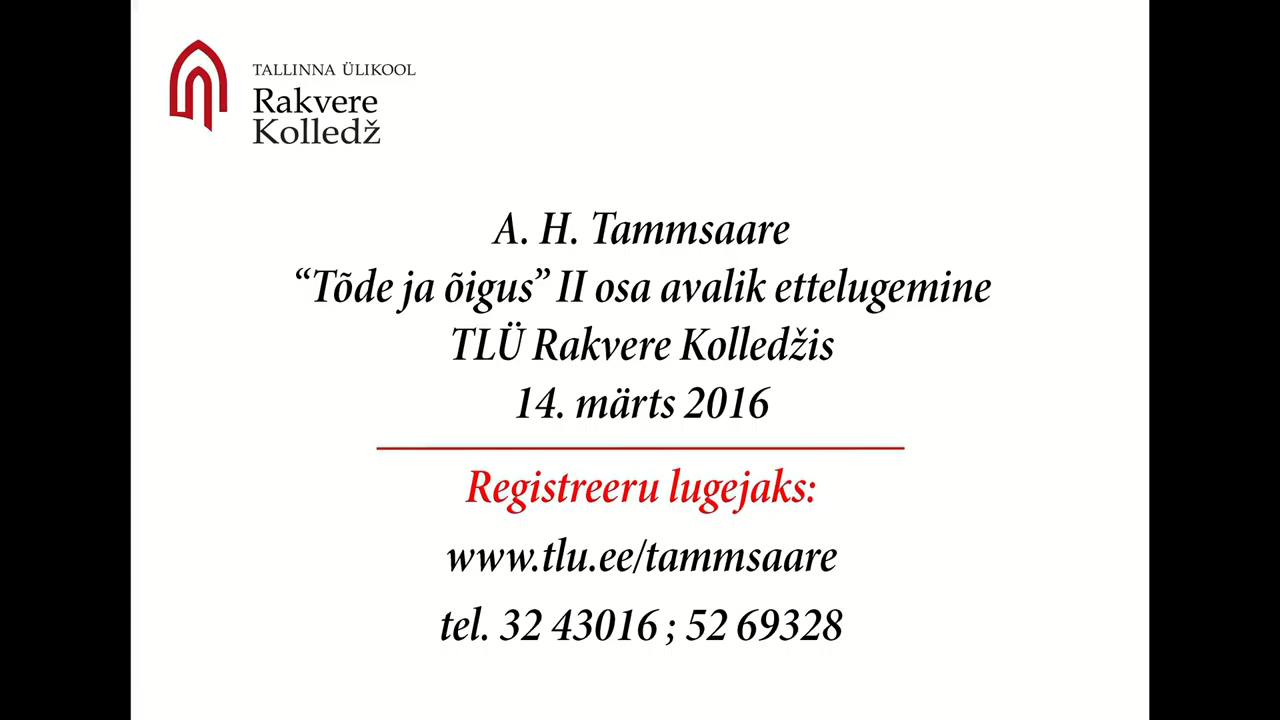 TALLINNA ÜLIKOOL
Rakvere
Kolledž
A. H. Tammsaare
“Tõde ja õigus” II osa avalik ettelugemine
TLÜ Rakvere Kolledžis
14. märts 2016
Registreeru lugejaks:
www.tlu.ee/tammsaare
tel. 32 43016 ; 52 69328